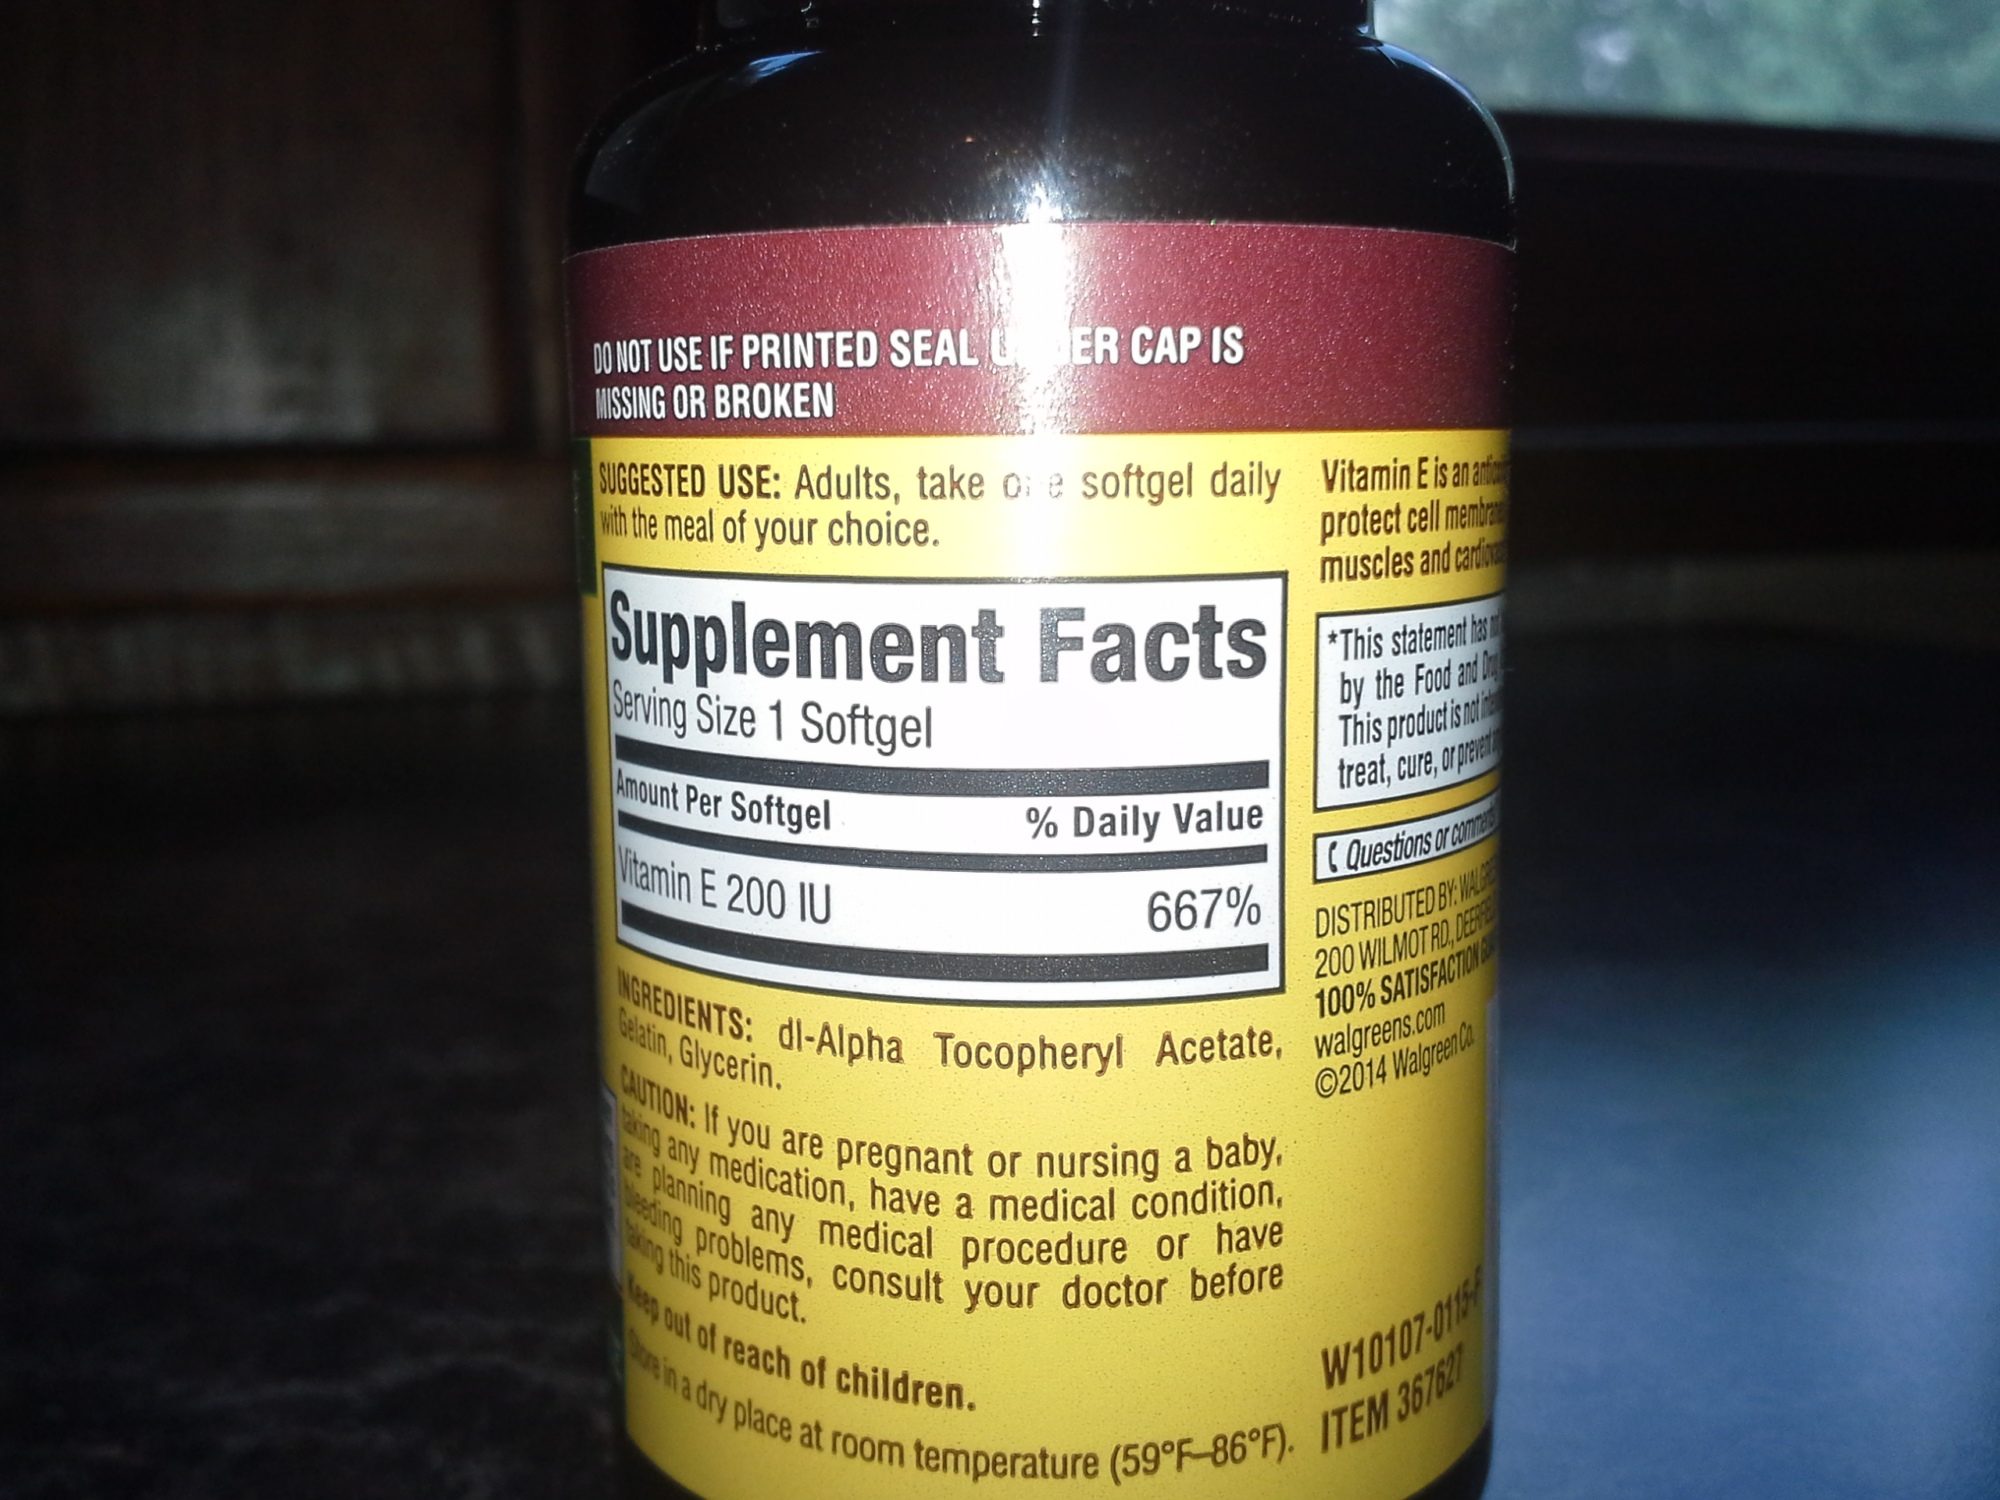 DO NOT USE IF PRINTED SEAL CAP IS
MISSING OR BROKEN
SUGGESTED USE: Adults, take one softgel daily
with the meal of your choice.
Supplement Facts
Serving Size 1 Softgel
Amount Per Softgel % Daily Value
Vitamin E 200 IU 667%
INGREDIENTS: dl-Alpha Tocopheryl Acetate,
Gelatin, Glycerin.
CAUTION: If you are pregnant or nursing a baby,
taking any medication, have a medical condition,
are planning any medical procedure or have
bleeding problems, consult your doctor before
taking this product.
Keep out of reach of children.
Store in a dry place at room temperature (59°F–86°F).
Vitamin E is an
protect cell
muscles and
*This statement has
by the Food and
This product is not
treat, cure, or
Questions or
DISTRIBUTED BY:
200 WILMOT RD.,
100% SATISFACTION
walgreens.com
©2014 Walgreen Co.
W10107-0115-F
ITEM 367627